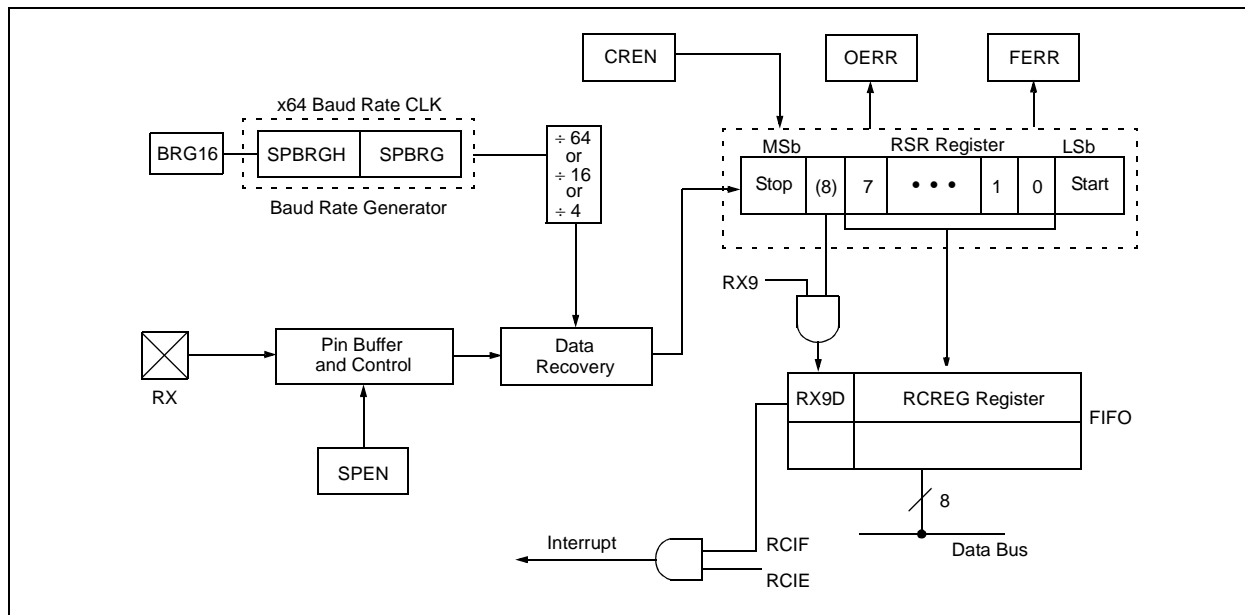 CREN
OERR
FERR
x64 Baud Rate CLK
BRG16
SPBRGH
SPBRG
÷ 64
or
÷ 16
or
÷ 4
Baud Rate Generator
MSb
RSR Register
LSb
Stop
(8)
7
• • •
1
0
Start
RX9
Pin Buffer
and Control
Data
Recovery
RX
SPEN
RX9D
RCREG Register
FIFO
8
Data Bus
Interrupt
RCIF
RCIE